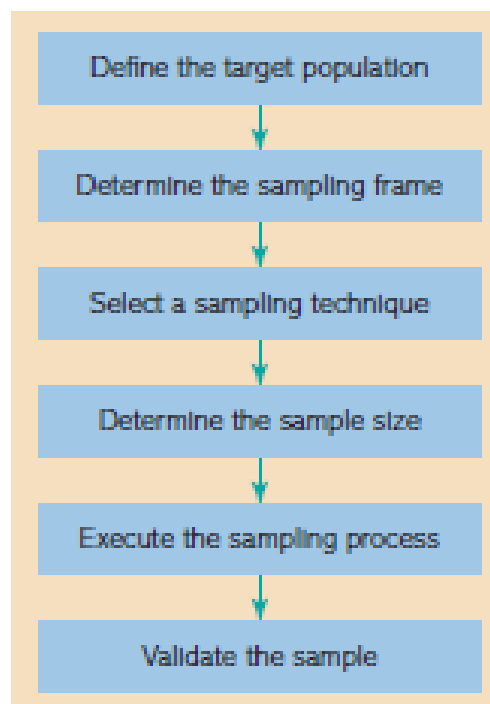 Define the target population
Determine the sampling frame
Select a sampling technique
Determine the sample size
Execute the sampling process
Validate the sample